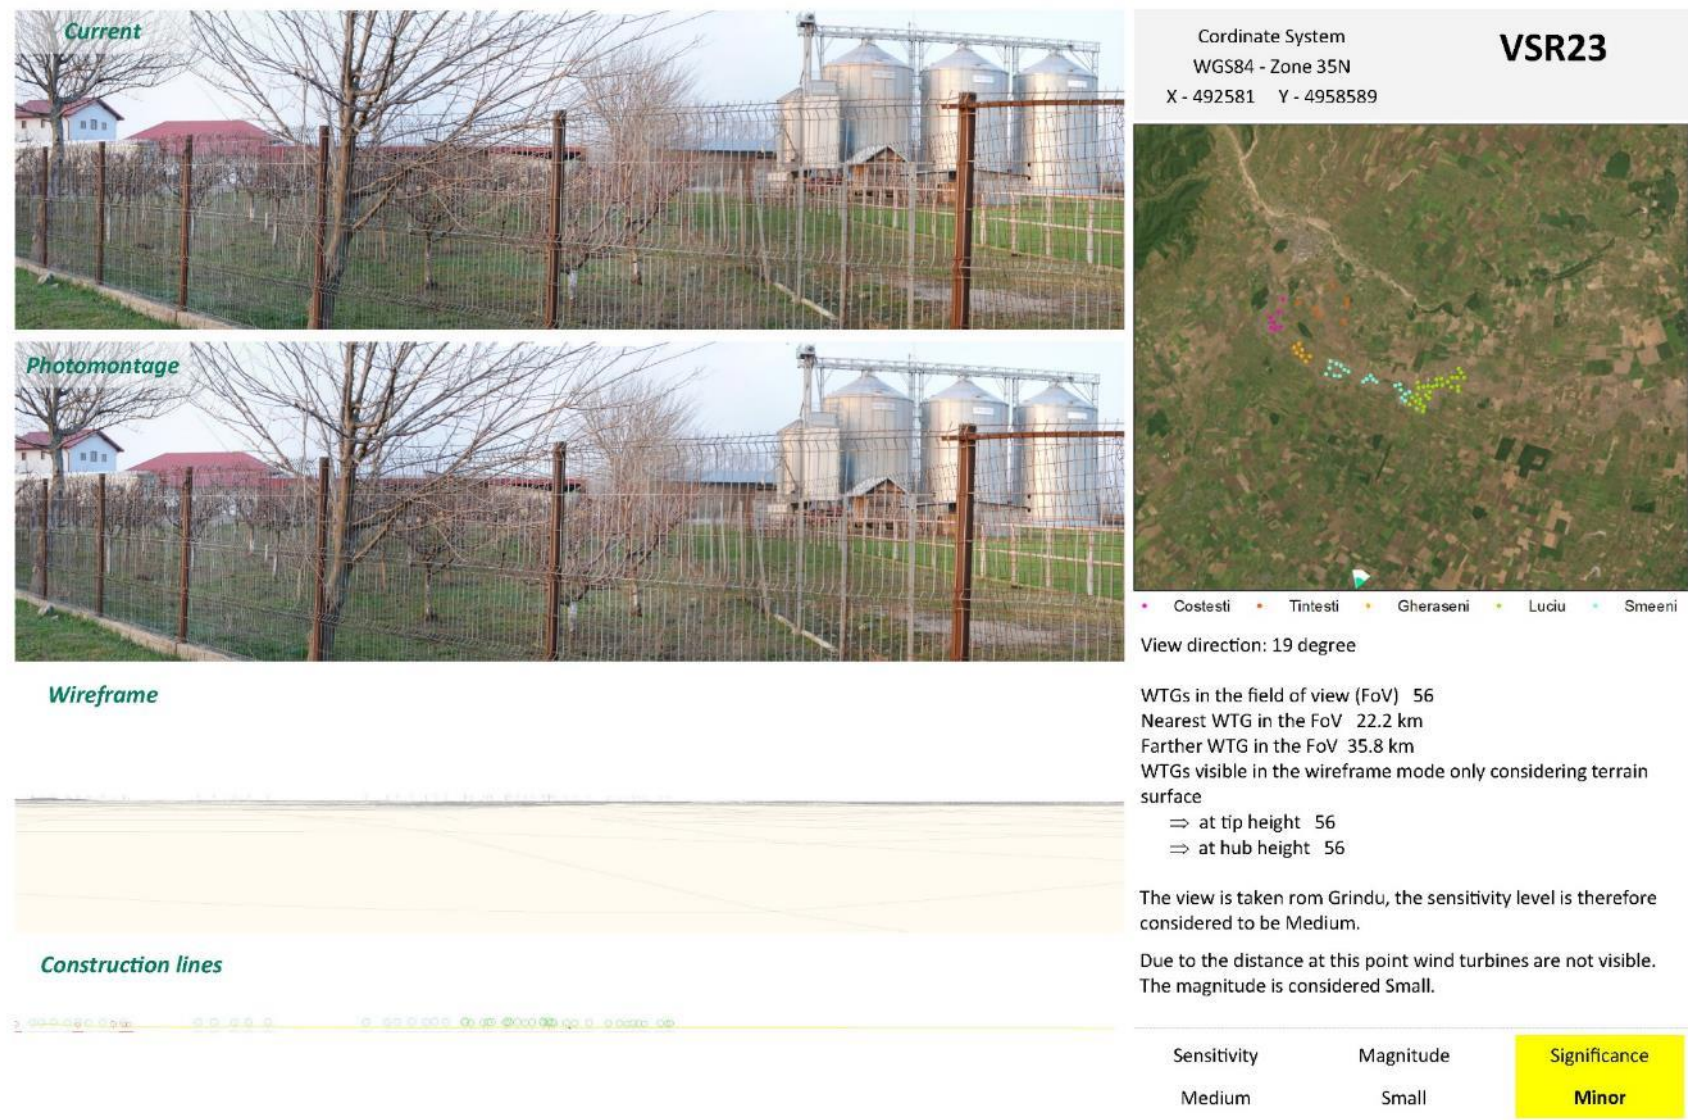 Current
Photomontage
Wireframe
Construction lines
Cordinate System
WGS84 - Zone 35N
X - 492581 Y - 4958589
VSR23
Costesti Tintesti Gheraseni Luciu Smeeni
View direction: 19 degree
WTGs in the field of view (FoV) 56
Nearest WTG in the FoV 22.2 km
Farther WTG in the FoV 35.8 km
WTGs visible in the wireframe mode only considering terrain
surface
⇒ at tip height 56
⇒ at hub height 56
The view is taken rom Grindu, the sensitivity level is therefore
considered to be Medium.
Due to the distance at this point wind turbines are not visible.
The magnitude is considered Small.
Sensitivity Magnitude Significance
Medium Small Minor